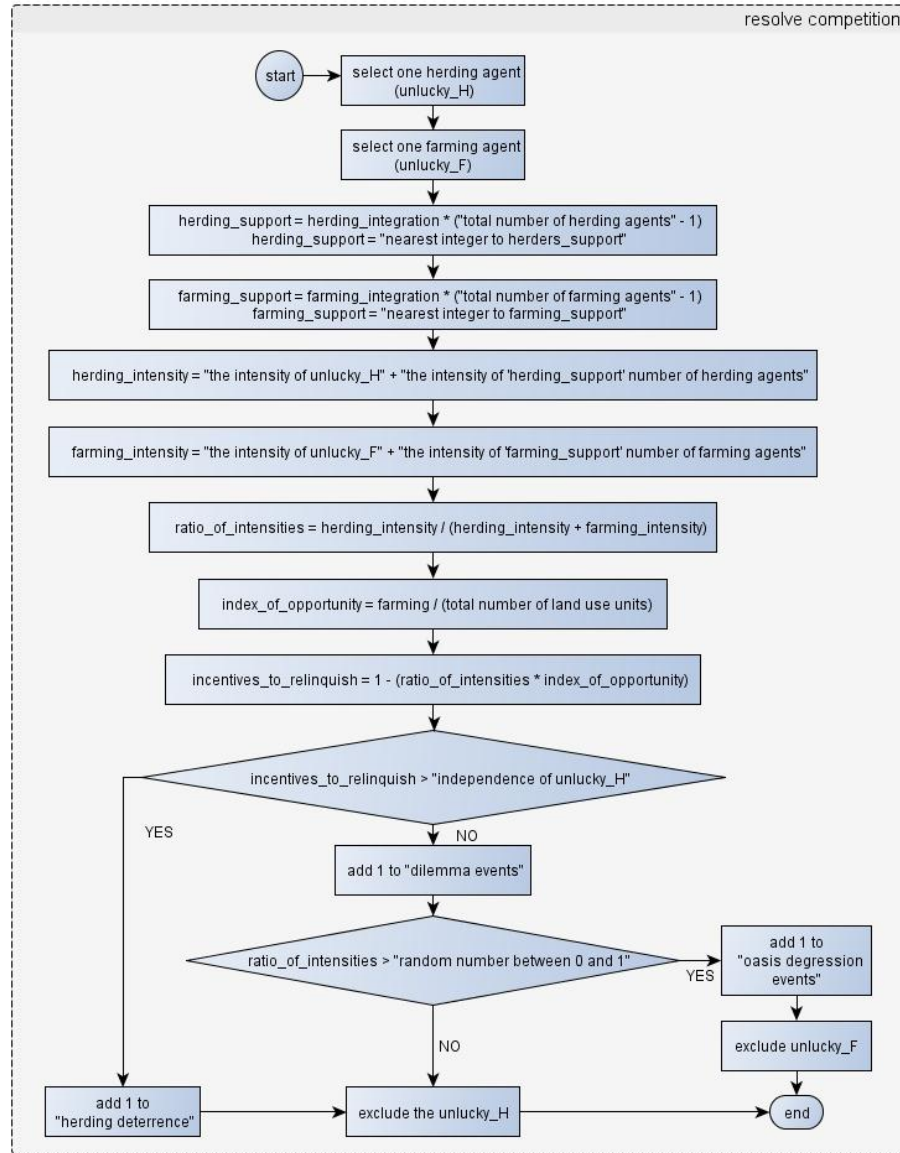 resolve competition
start
select one herding agent
(unlucky_H)
select one farming agent
(unlucky_F)
herding_support = herding_integration * ("total number of herding agents" - 1)
herding_support = "nearest integer to herders_support"
farming_support = farming_integration * ("total number of farming agents" - 1)
farming_support = "nearest integer to farming_support"
herding_intensity = "the intensity of unlucky_H" + "the intensity of 'herding_support' number of herding agents"
farming_intensity = "the intensity of unlucky_F" + "the intensity of 'farming_support' number of farming agents"
ratio_of_intensities = herding_intensity / (herding_intensity + farming_intensity)
index_of_opportunity = farming / (total number of land use units)
incentives_to_relinquish = 1 - (ratio_of_intensities * index_of_opportunity)
incentives_to_relinquish > "independence of unlucky_H"
YES
NO
add 1 to "dilemma events"
ratio_of_intensities > "random number between 0 and 1"
YES
add 1 to
"oasis degression
events"
NO
exclude unlucky_F
add 1 to
"herding deterrence"
exclude the unlucky_H
end